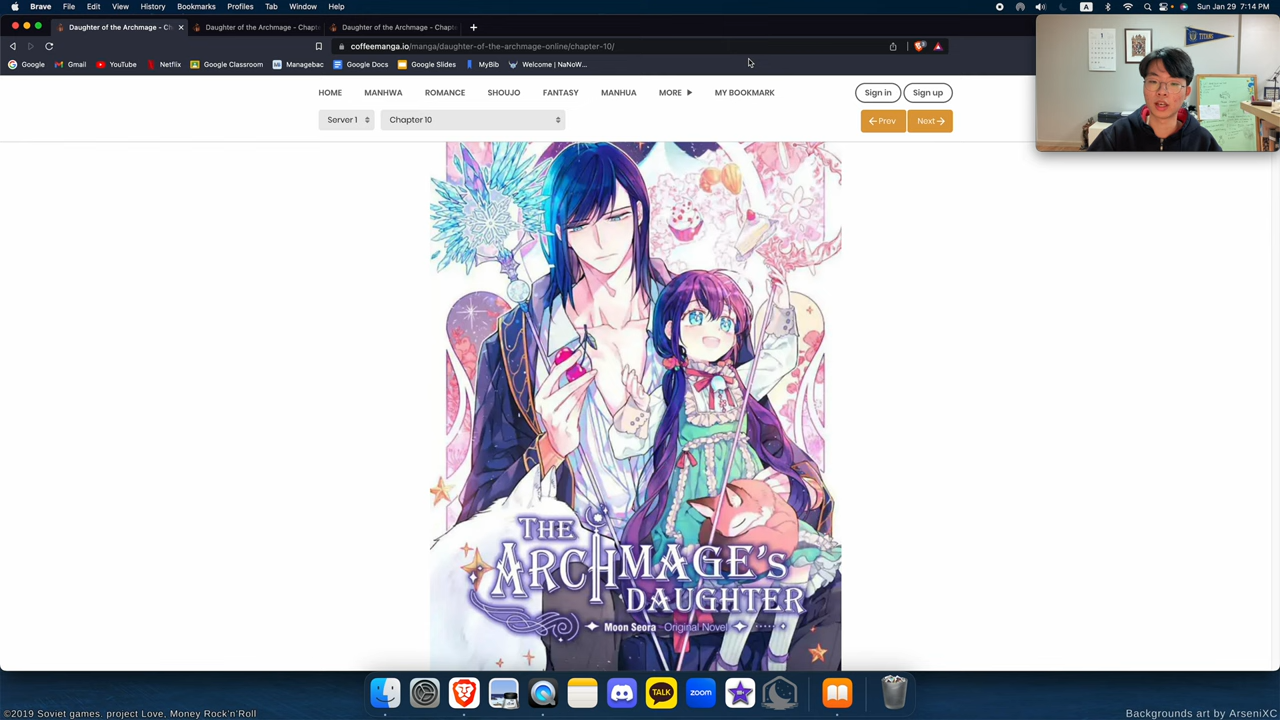 Brave File Edit View History Bookmarks Profiles Tab Window Help
A Sun Jan 29 7:14 PM
Daughter of the Archmage - Ch
Daughter of the Archmage - Chapt
Daughter of the Archmage - Chapt
coffeemanga.io/manga/daughter-of-the-archmage-online/chapter-10/
Google Gmail YouTube Netflix Google Classroom Managebac Google Docs Google Slides MyBib Welcome | NaNoW...
HOME MANHWA ROMANCE SHOUJO FANTASY MANHUA MORE MY BOOKMARK
Sign in Sign up
Server 1 Chapter 10
Prev Next
TITANS
THE
ARCHMAGE's
DAUGHTER
Moon Seora Original Novel
TALK
zoom
©2019 Soviet games. project Love, Money Rock'n'Roll
Backgrounds art by ArseniXC